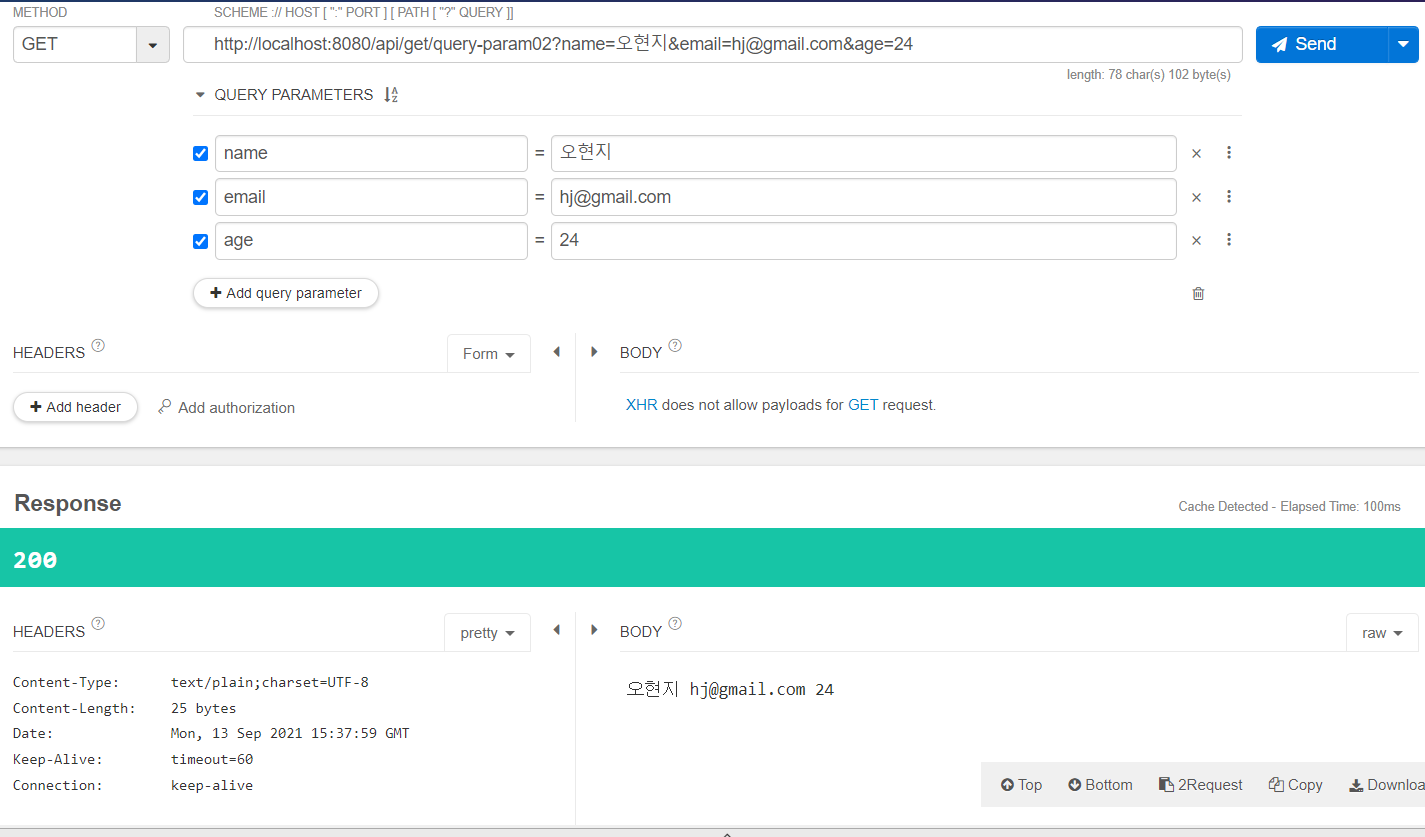 METHOD SCHEME :// HOST [ ":" PORT ] [ PATH [ "?" QUERY ]]
GET http://localhost:8080/api/get/query-param02?name=오현지&email=hj@gmail.com&age=24 Send
length: 78 char(s) 102 byte(s)
QUERY PARAMETERS
name = 오현지 ×
email = hj@gmail.com ×
age = 24 ×
+ Add query parameter
HEADERS ? Form BODY ?
+ Add header Add authorization XHR does not allow payloads for GET request.
Response Cache Detected - Elapsed Time: 100ms
200
HEADERS ? pretty BODY ? raw
Content-Type: text/plain;charset=UTF-8 오현지 hj@gmail.com 24
Content-Length: 25 bytes
Date: Mon, 13 Sep 2021 15:37:59 GMT
Keep-Alive: timeout=60
Connection: keep-alive
Top Bottom 2Request Copy Downloa